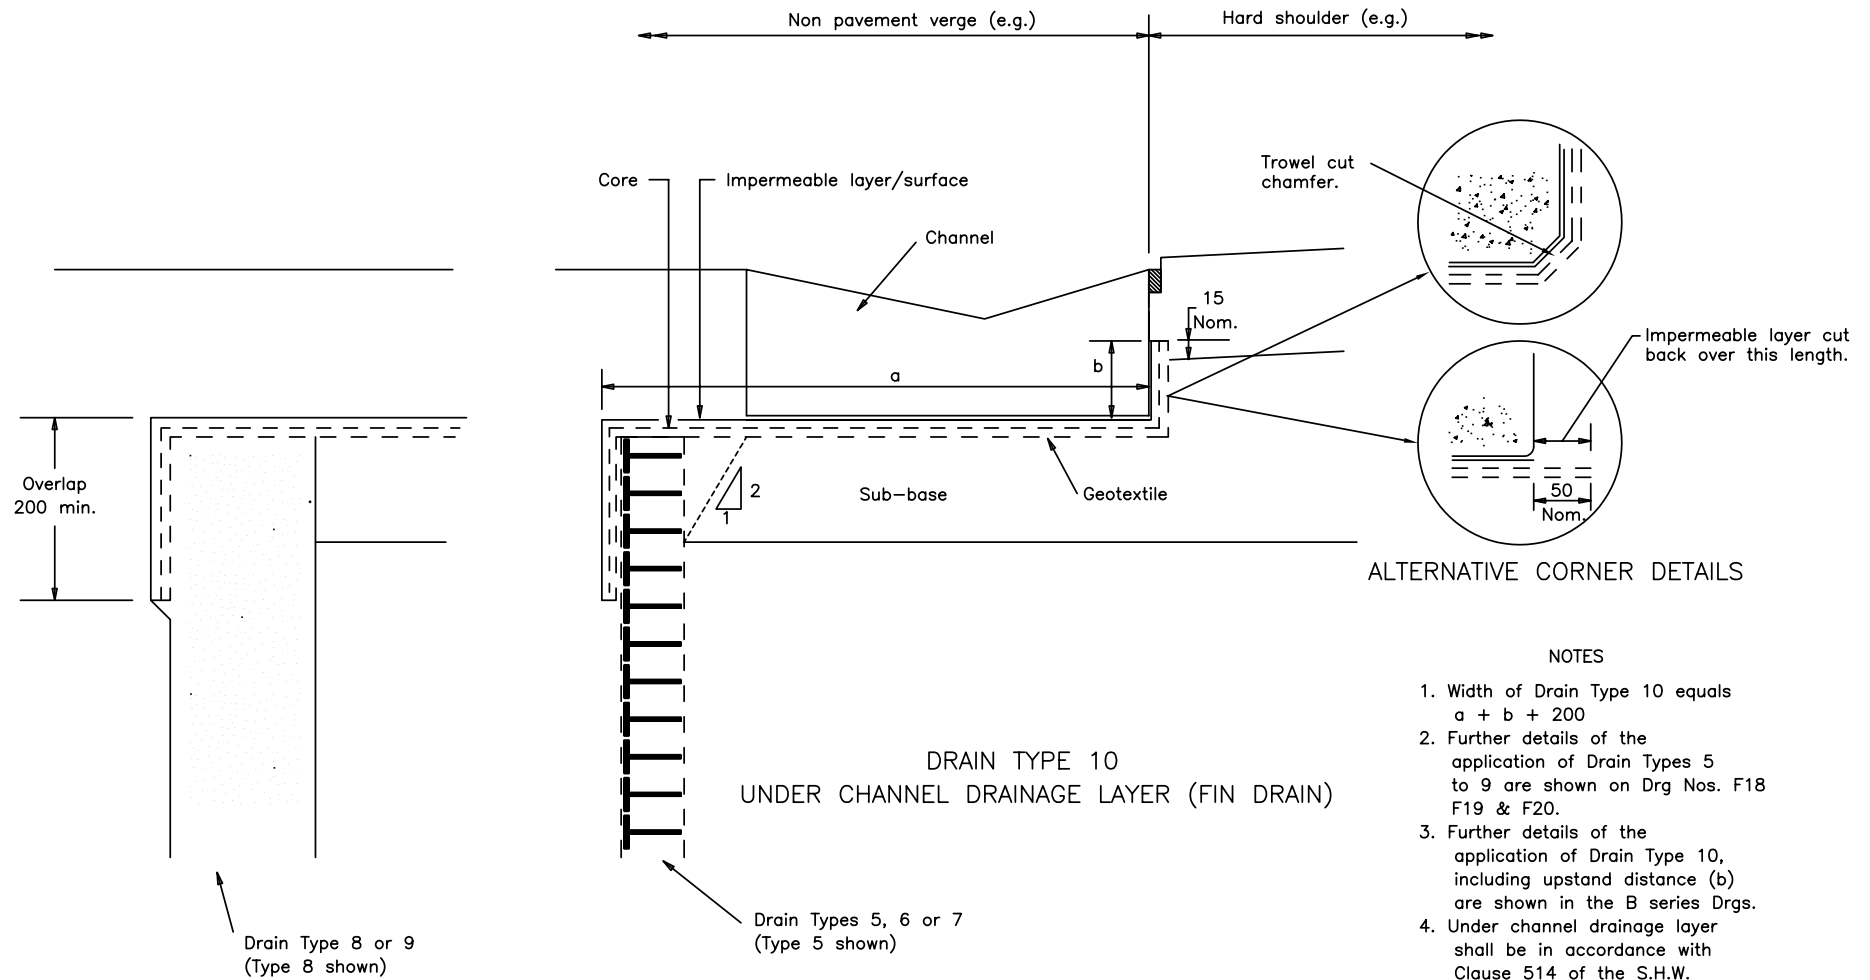 Non pavement verge (e.g.)
Hard shoulder (e.g.)
Core
Impermeable layer/surface
Channel
Trowel cut
chamfer.
15
Nom.
Impermeable layer cut
back over this length.
b
a
Overlap
200 min.
2
1
Sub-base
Geotextile
50
Nom.
ALTERNATIVE CORNER DETAILS
DRAIN TYPE 10
UNDER CHANNEL DRAINAGE LAYER (FIN DRAIN)
Drain Types 5, 6 or 7
(Type 5 shown)
Drain Type 8 or 9
(Type 8 shown)
NOTES
1. Width of Drain Type 10 equals
a + b + 200
2. Further details of the
application of Drain Types 5
to 9 are shown on Drg Nos. F18
F19 & F20.
3. Further details of the
application of Drain Type 10,
including upstand distance (b)
are shown in the B series Drgs.
4. Under channel drainage layer
shall be in accordance with
Clause 514 of the S.H.W.